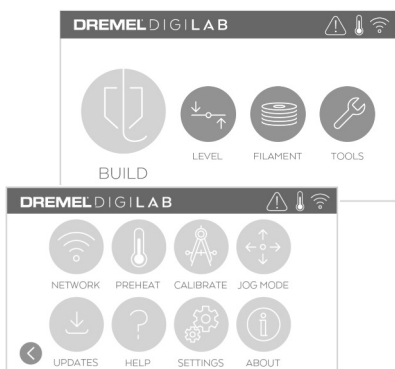 DREMEL DIGILAB
BUILD
LEVEL FILAMENT TOOLS
DREMEL DIGILAB
NETWORK PREHEAT CALIBRATE JOG MODE
UPDATES HELP SETTINGS ABOUT